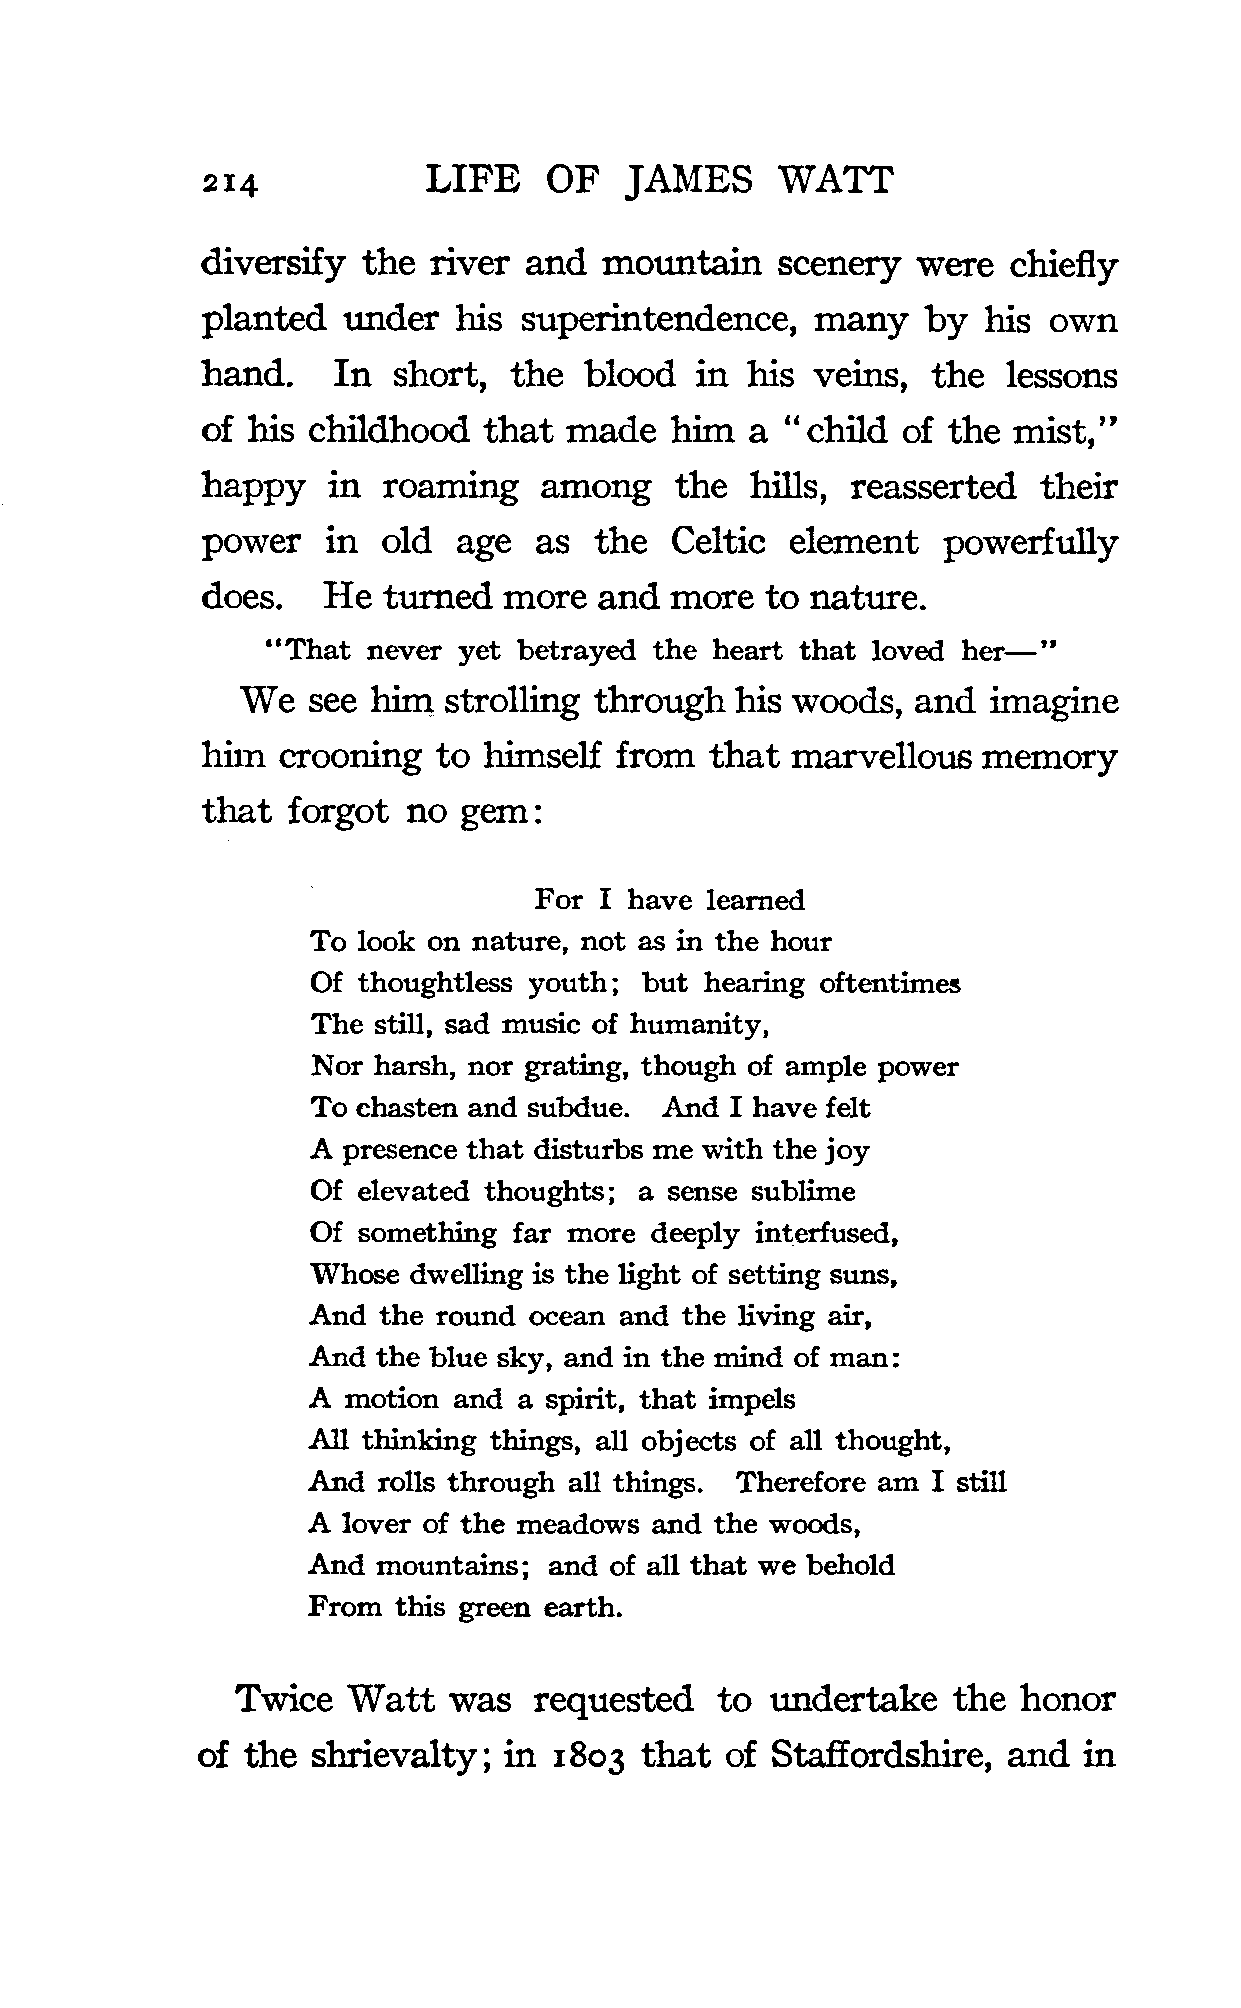 214 LIFE OF JAMES WATT
diversify the river and mountain scenery were chiefly
planted under his superintendence, many by his own
hand. In short, the blood in his veins, the lessons
of his childhood that made him a "child of the mist,"
happy in roaming among the hills, reasserted their
power in old age as the Celtic element powerfully
does. He turned more and more to nature.
"That never yet betrayed the heart that loved her—"
We see him strolling through his woods, and imagine
him crooning to himself from that marvellous memory
that forgot no gem:
For I have learned
To look on nature, not as in the hour
Of thoughtless youth; but hearing oftentimes
The still, sad music of humanity,
Nor harsh, nor grating, though of ample power
To chasten and subdue. And I have felt
A presence that disturbs me with the joy
Of elevated thoughts; a sense sublime
Of something far more deeply interfused,
Whose dwelling is the light of setting suns,
And the round ocean and the living air,
And the blue sky, and in the mind of man:
A motion and a spirit, that impels
All thinking things, all objects of all thought,
And rolls through all things. Therefore am I still
A lover of the meadows and the woods,
And mountains; and of all that we behold
From this green earth.
Twice Watt was requested to undertake the honor
of the shrievalty; in 1803 that of Staffordshire, and in